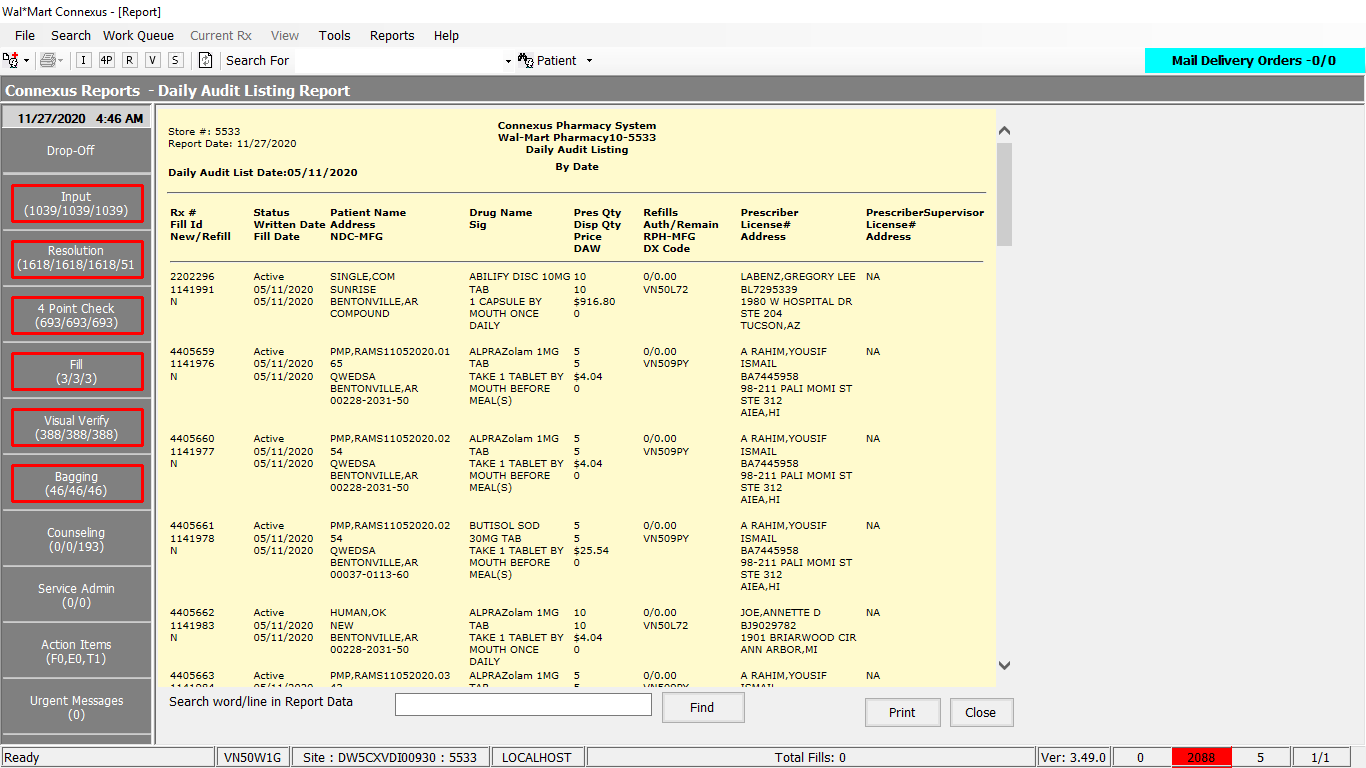 Wal*Mart Connexus - [Report]
File Search Work Queue Current Rx View Tools Reports Help
I 4P R V S Search For Patient Mail Delivery Orders -0/0
Connexus Reports - Daily Audit Listing Report
11/27/2020 4:46 AM
Drop-Off
Input
(1039/1039/1039)
Resolution
(1618/1618/1618/51
4 Point Check
(693/693/693)
Fill
(3/3/3)
Visual Verify
(388/388/388)
Bagging
(46/46/46)
Counseling
(0/0/193)
Service Admin
(0/0)
Action Items
(F0,E0,T1)
Urgent Messages
(0)
Connexus Pharmacy System
Store #: 5533 Wal-Mart Pharmacy10-5533
Report Date: 11/27/2020 Daily Audit Listing
By Date
Daily Audit List Date:05/11/2020
Rx # Status Patient Name Drug Name Pres Qty Refills Prescriber PrescriberSupervisor
Fill Id Written Date Address Sig Disp Qty Auth/Remain License# License#
New/Refill Fill Date NDC-MFG Price RPH-MFG Address Address
DAW DX Code
2202296 Active SINGLE,COM ABILIFY DISC 10MG 10 0/0.00 LABENZ,GREGORY LEE NA
1141991 05/11/2020 SUNRISE TAB 10 VN50L72 BL7295339
N 05/11/2020 BENTONVILLE,AR 1 CAPSULE BY $916.80 1980 W HOSPITAL DR
COMPOUND MOUTH ONCE 0 STE 204
DAILY TUCSON,AZ
4405659 Active PMP,RAMS11052020.01 ALPRAZolam 1MG 5 0/0.00 A RAHIM,YOUSIF NA
1141976 05/11/2020 65 TAB 5 VN509PY ISMAIL
N 05/11/2020 QWEDSA TAKE 1 TABLET BY $4.04 BA7445958
BENTONVILLE,AR MOUTH BEFORE 0 98-211 PALI MOMI ST
00228-2031-50 MEAL(S) STE 312
AIEA,HI
4405660 Active PMP,RAMS11052020.02 ALPRAZolam 1MG 5 0/0.00 A RAHIM,YOUSIF NA
1141977 05/11/2020 54 TAB 5 VN509PY ISMAIL
N 05/11/2020 QWEDSA TAKE 1 TABLET BY $4.04 BA7445958
BENTONVILLE,AR MOUTH BEFORE 0 98-211 PALI MOMI ST
00228-2031-50 MEAL(S) STE 312
AIEA,HI
4405661 Active PMP,RAMS11052020.02 BUTISOL SOD 5 0/0.00 A RAHIM,YOUSIF NA
1141978 05/11/2020 54 30MG TAB 5 VN509PY ISMAIL
N 05/11/2020 QWEDSA TAKE 1 TABLET BY $25.54 BA7445958
BENTONVILLE,AR MOUTH BEFORE 0 98-211 PALI MOMI ST
00037-0113-60 MEAL(S) STE 312
AIEA,HI
4405662 Active HUMAN,OK ALPRAZolam 1MG 10 0/0.00 JOE,ANNETTE D NA
1141983 05/11/2020 NEW TAB 10 VN50L72 BJ9029782
N 05/11/2020 BENTONVILLE,AR TAKE 1 TABLET BY $4.04 1901 BRIARWOOD CIR
00228-2031-50 MOUTH ONCE 0 ANN ARBOR,MI
DAILY
4405663 Active PMP,RAMS11052020.03 ALPRAZolam 1MG 5 0/0.00 A RAHIM,YOUSIF NA
Search word/line in Report Data Find Print Close
Ready VN50W1G Site : DW5CXVDI00930 : 5533 LOCALHOST Total Fills: 0 Ver: 3.49.0 0 2088 5 1/1